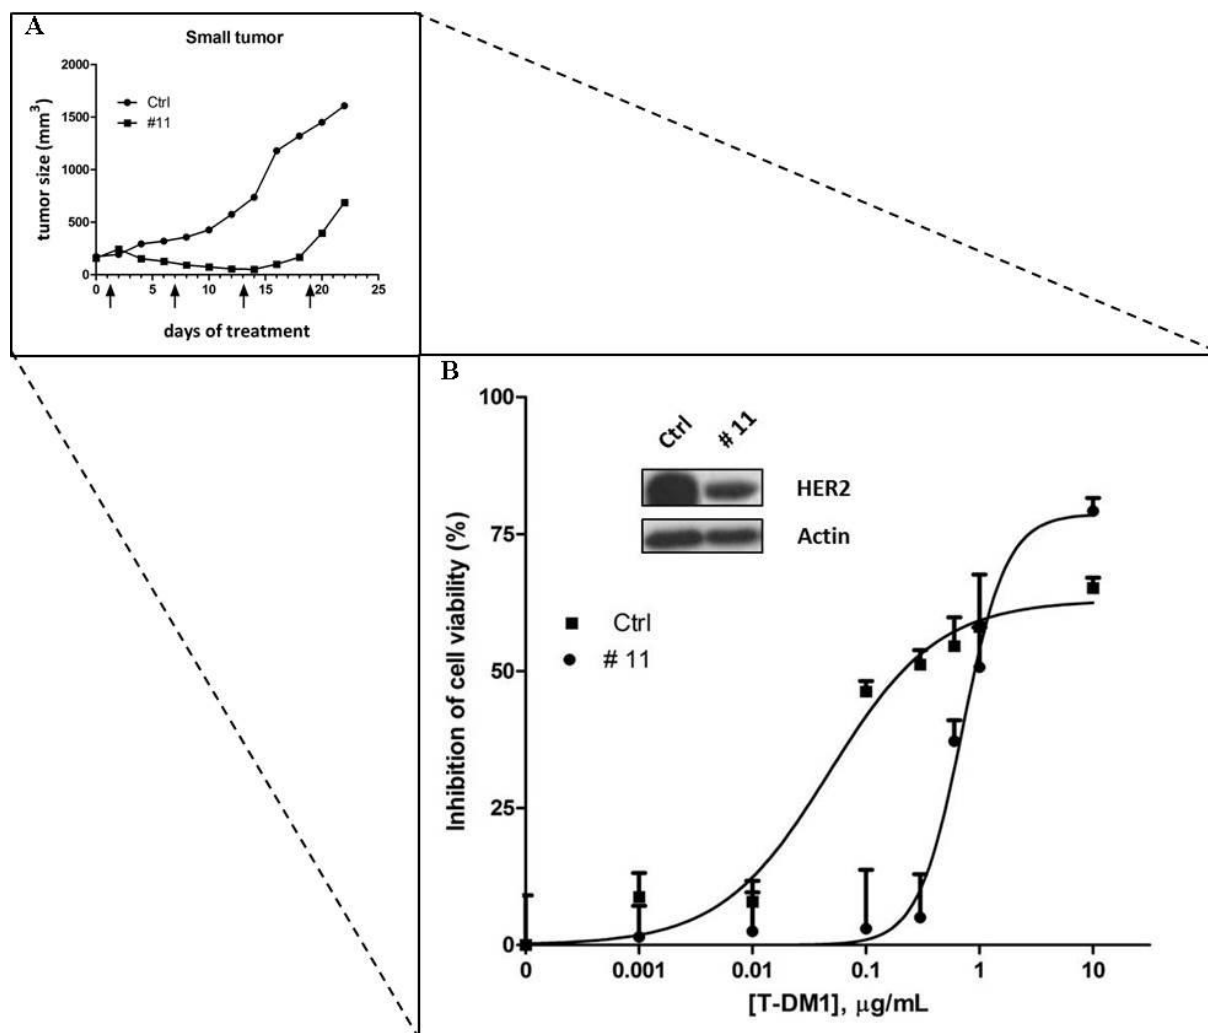 A
Small tumor
2000
1500
1000
500
0
tumor size (mm³)
Ctrl
#11
0 5 10 15 20 25
days of treatment
B
100
75
50
25
0
Inhibition of cell viability (%)
Ctrl # 11
HER2
Actin
Ctrl
# 11
0 0.001 0.01 0.1 1 10
[T-DM1], µg/mL